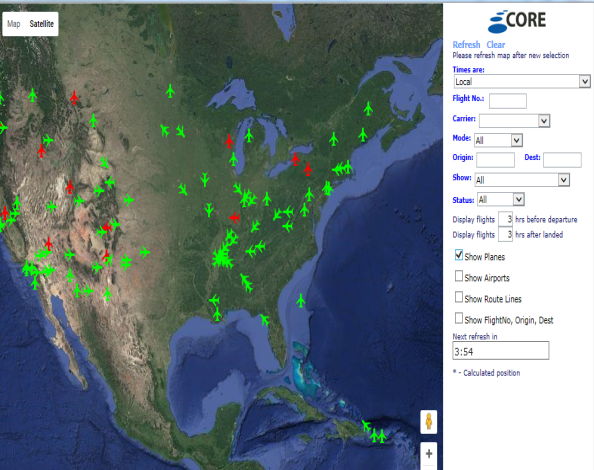 Map Satellite
CORE
Refresh Clear
Please refresh map after new selection
Times are:
Local
Flight No.:
Carrier:
Mode: All
Origin: Dest:
Show: All
Status: All
Display flights 3 hrs before departure
Display flights 3 hrs after landed
Show Planes
Show Airports
Show Route Lines
Show FlightNo, Origin, Dest
Next refresh in
3:54
* - Calculated position
+